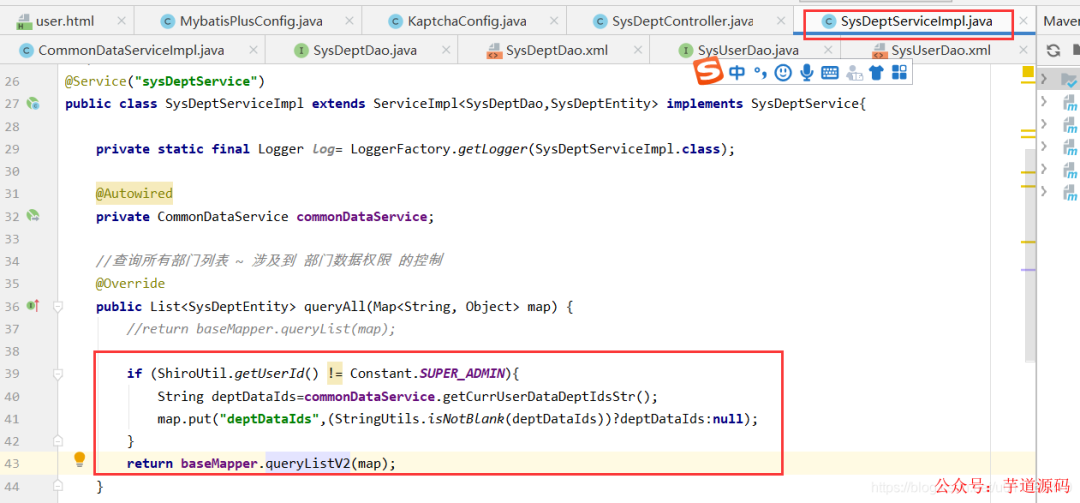 user.html MybatisPlusConfig.java KaptchaConfig.java SysDeptController.java SysDeptServiceImpl.java Maven
CommonDataServiceImpl.java SysDeptDao.java SysDeptDao.xml SysUserDao.java SysUserDao.xml
中
26 @Service("sysDeptService")
27 public class SysDeptServiceImpl extends ServiceImpl<SysDeptDao,SysDeptEntity> implements SysDeptService{
28
29 private static final Logger log= LoggerFactory.getLogger(SysDeptServiceImpl.class);
30
31 @Autowired
32 private CommonDataService commonDataService;
33
34 //查询所有部门列表 ~ 涉及到 部门数据权限 的控制
35 @Override
36 public List<SysDeptEntity> queryAll(Map<String, Object> map) {
37 //return baseMapper.queryList(map);
38
39 if (ShiroUtil.getUserId() != Constant.SUPER_ADMIN){
40 String deptDataIds=commonDataService.getCurrUserDataDeptIdsStr();
41 map.put("deptDataIds",(StringUtils.isNotBlank(deptDataIds))?deptDataIds:null);
42 }
43 return baseMapper.queryListV2(map);
44 }
公众号：芋道源码